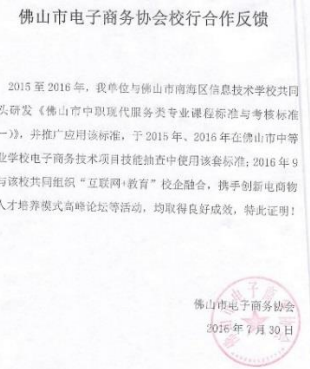 佛山市电子商务协会校行合作反馈
2015 至 2016 年，我单位与佛山市南海区信息技术学校共同
头研发《佛山市中职现代服务类专业课程标准与考核标准
一）》，并推广应用该标准，于 2015 年、2016 年在佛山市中等
业学校电子商务技术项目技能抽查中使用该套标准；2016 年 9
与该校共同组织“互联网+教育”校企融合，携手创新电商物
人才培养模式高峰论坛等活动，均取得良好成效，特此证明！
佛山市电子商务协会
2016 年 7 月 30 日